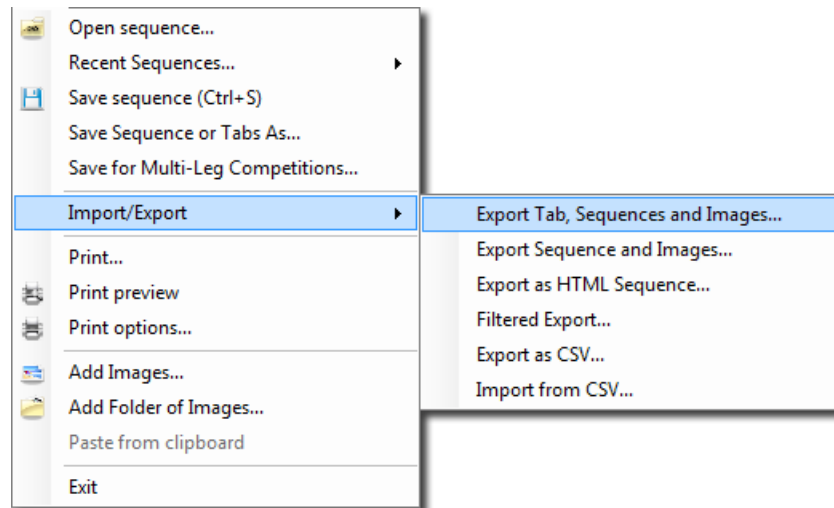 Open sequence...
Recent Sequences...
Save sequence (Ctrl+S)
Save Sequence or Tabs As...
Save for Multi-Leg Competitions...
Import/Export
Print...
Print preview
Print options...
Add Images...
Add Folder of Images...
Paste from clipboard
Exit
Export Tab, Sequences and Images...
Export Sequence and Images...
Export as HTML Sequence...
Filtered Export...
Export as CSV...
Import from CSV...